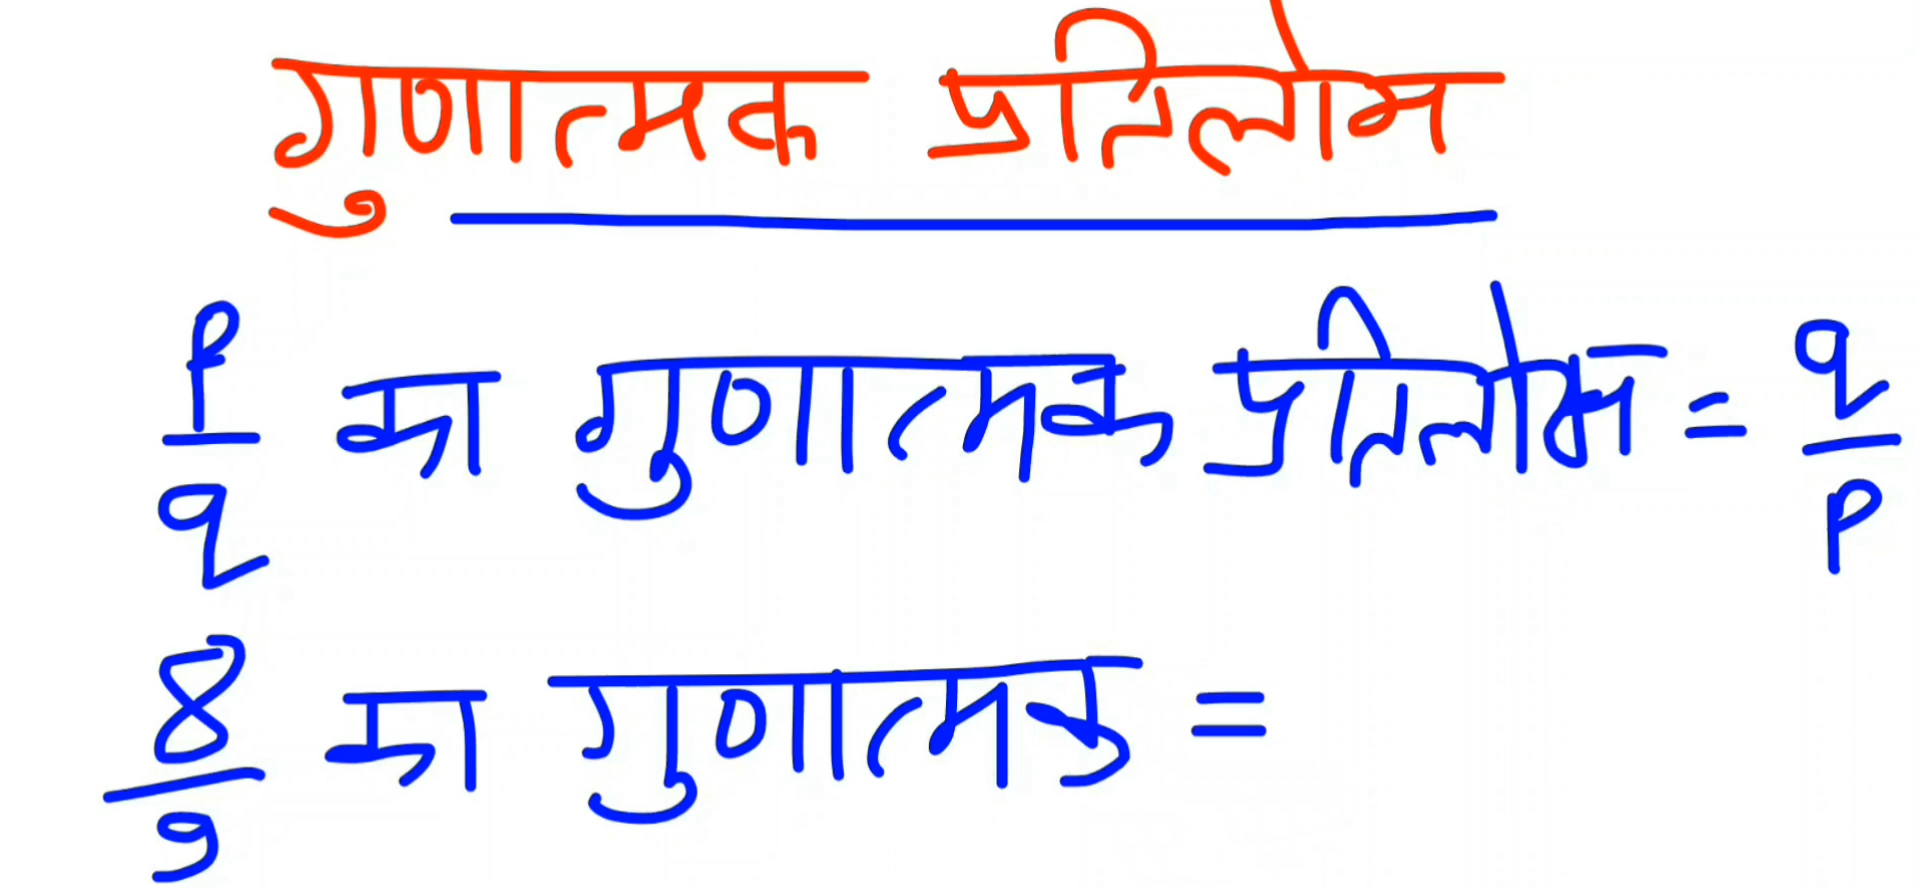 गुणात्मक प्रतिलोम
p/q का गुणात्मक प्रतिलोम = q/p
8/9 का गुणात्मक =